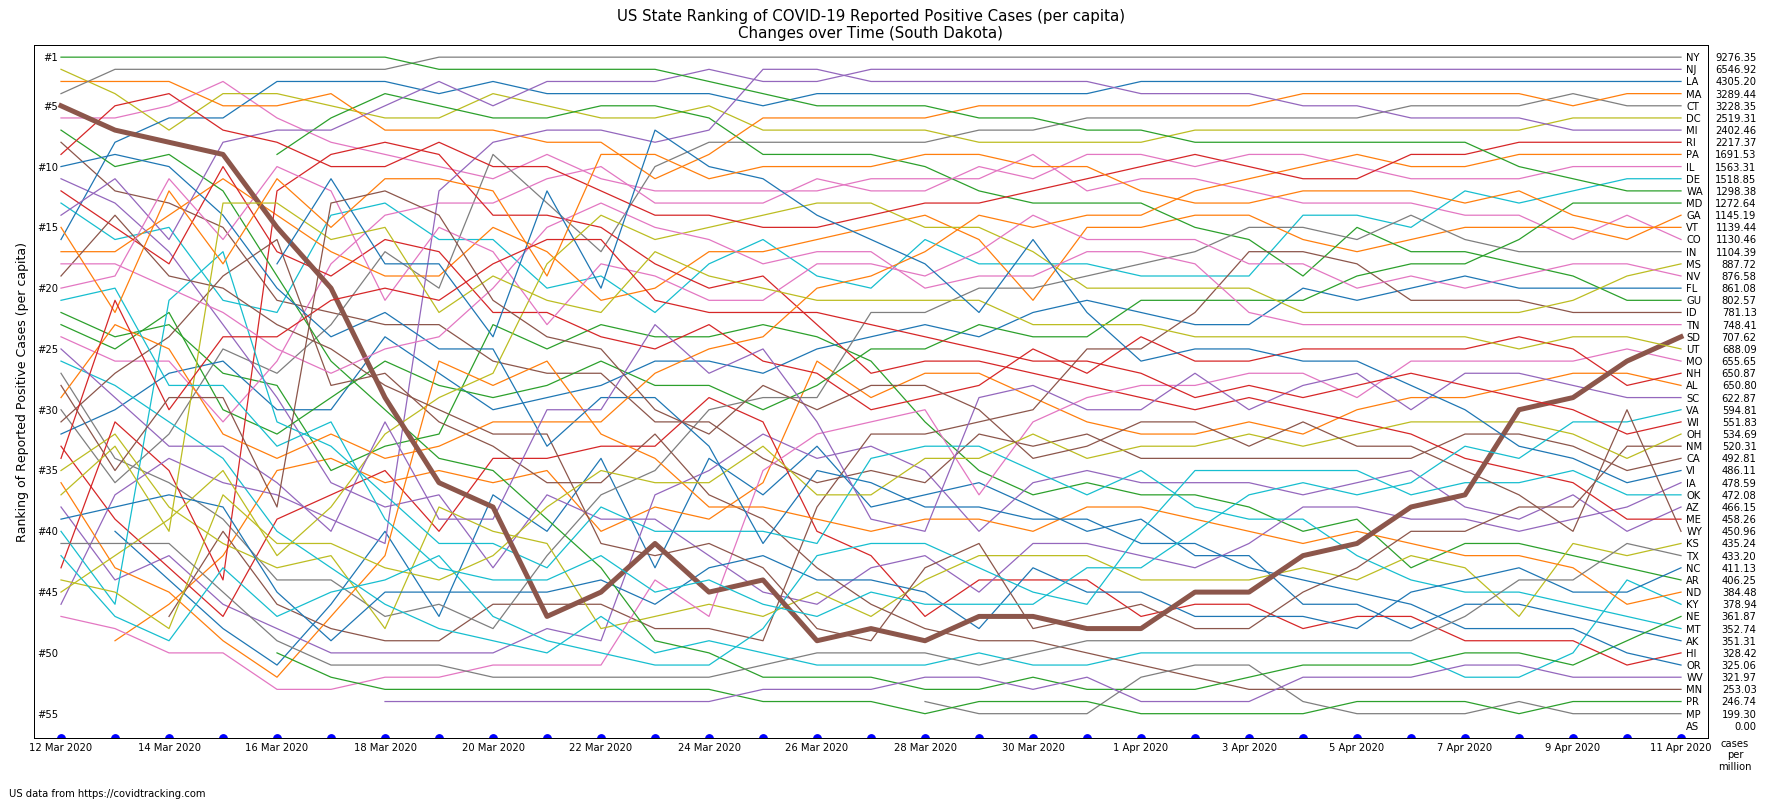 US State Ranking of COVID-19 Reported Positive Cases (per capita)
Changes over Time (South Dakota)
Ranking of Reported Positive Cases (per capita)
#1
#5
#10
#15
#20
#25
#30
#35
#40
#45
#50
#55
NY 9276.35
NJ 6546.92
LA 4305.20
MA 3289.44
CT 3228.35
DC 2519.31
MI 2402.46
RI 2217.37
PA 1691.53
IL 1563.31
DE 1518.85
WA 1298.38
MD 1272.64
GA 1145.19
VT 1139.44
CO 1130.46
IN 1104.39
MS 887.72
NV 876.58
FL 861.08
GU 802.57
ID 781.13
TN 748.41
SD 707.62
UT 688.09
MO 655.65
NH 650.87
AL 650.80
SC 622.87
VA 594.81
WI 551.83
OH 534.69
NM 520.31
CA 492.81
VI 486.11
IA 478.59
OK 472.08
AZ 466.15
ME 458.26
WY 450.96
KS 435.24
TX 433.20
NC 411.13
AR 406.25
ND 384.48
KY 378.94
NE 361.87
MT 352.74
AK 351.31
HI 328.42
OR 325.06
WV 321.97
MN 253.03
PR 246.74
MP 199.30
AS 0.00
12 Mar 2020 14 Mar 2020 16 Mar 2020 18 Mar 2020 20 Mar 2020 22 Mar 2020 24 Mar 2020 26 Mar 2020 28 Mar 2020 30 Mar 2020 1 Apr 2020 3 Apr 2020 5 Apr 2020 7 Apr 2020 9 Apr 2020 11 Apr 2020
cases
per
million
US data from https://covidtracking.com